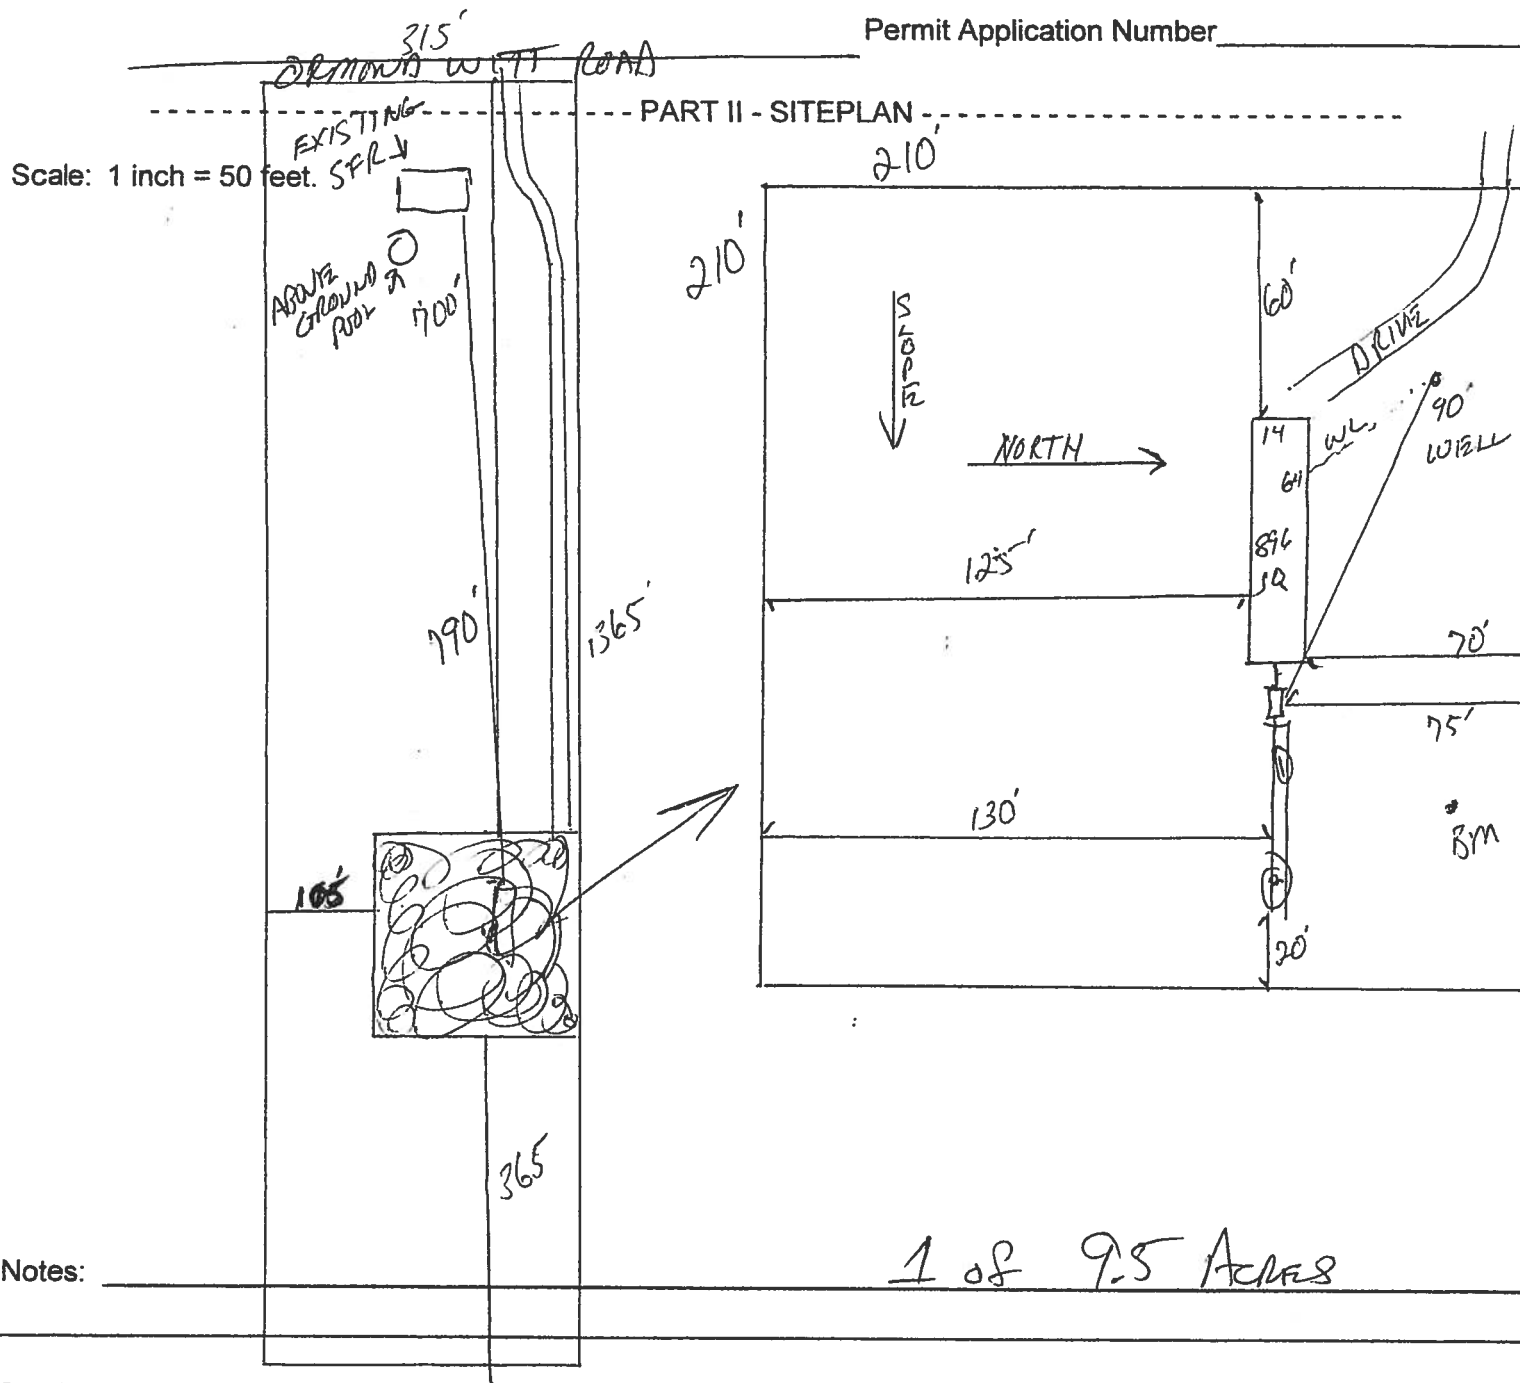 Permit Application Number
315'
ORMOND WITT ROAD
PART II - SITEPLAN
Scale: 1 inch = 50 feet.
EXISTING
SFR
ABOVE
GROUND
POOL
700'
790'
1365'
105'
365
210'
210'
60'
SLOPE
NORTH
DRIVE
90'
WELL
WL
14
64
896
SQ
125'
70'
75'
130'
BM
20'
Notes: 1 of 9.5 ACRES